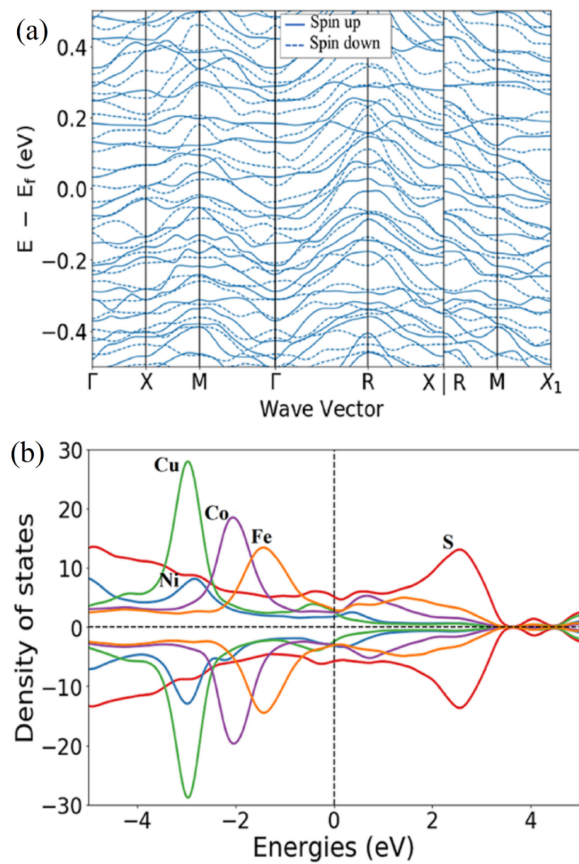 (a)
Spin up
Spin down
0.4
0.2
0.0
−0.2
−0.4
E − E_f (eV)
Γ X M Γ R X | R M X₁
Wave Vector
(b)
30
20
10
0
−10
−20
−30
Density of states
Cu
Co
Fe
S
Ni
−4 −2 0 2 4
Energies (eV)